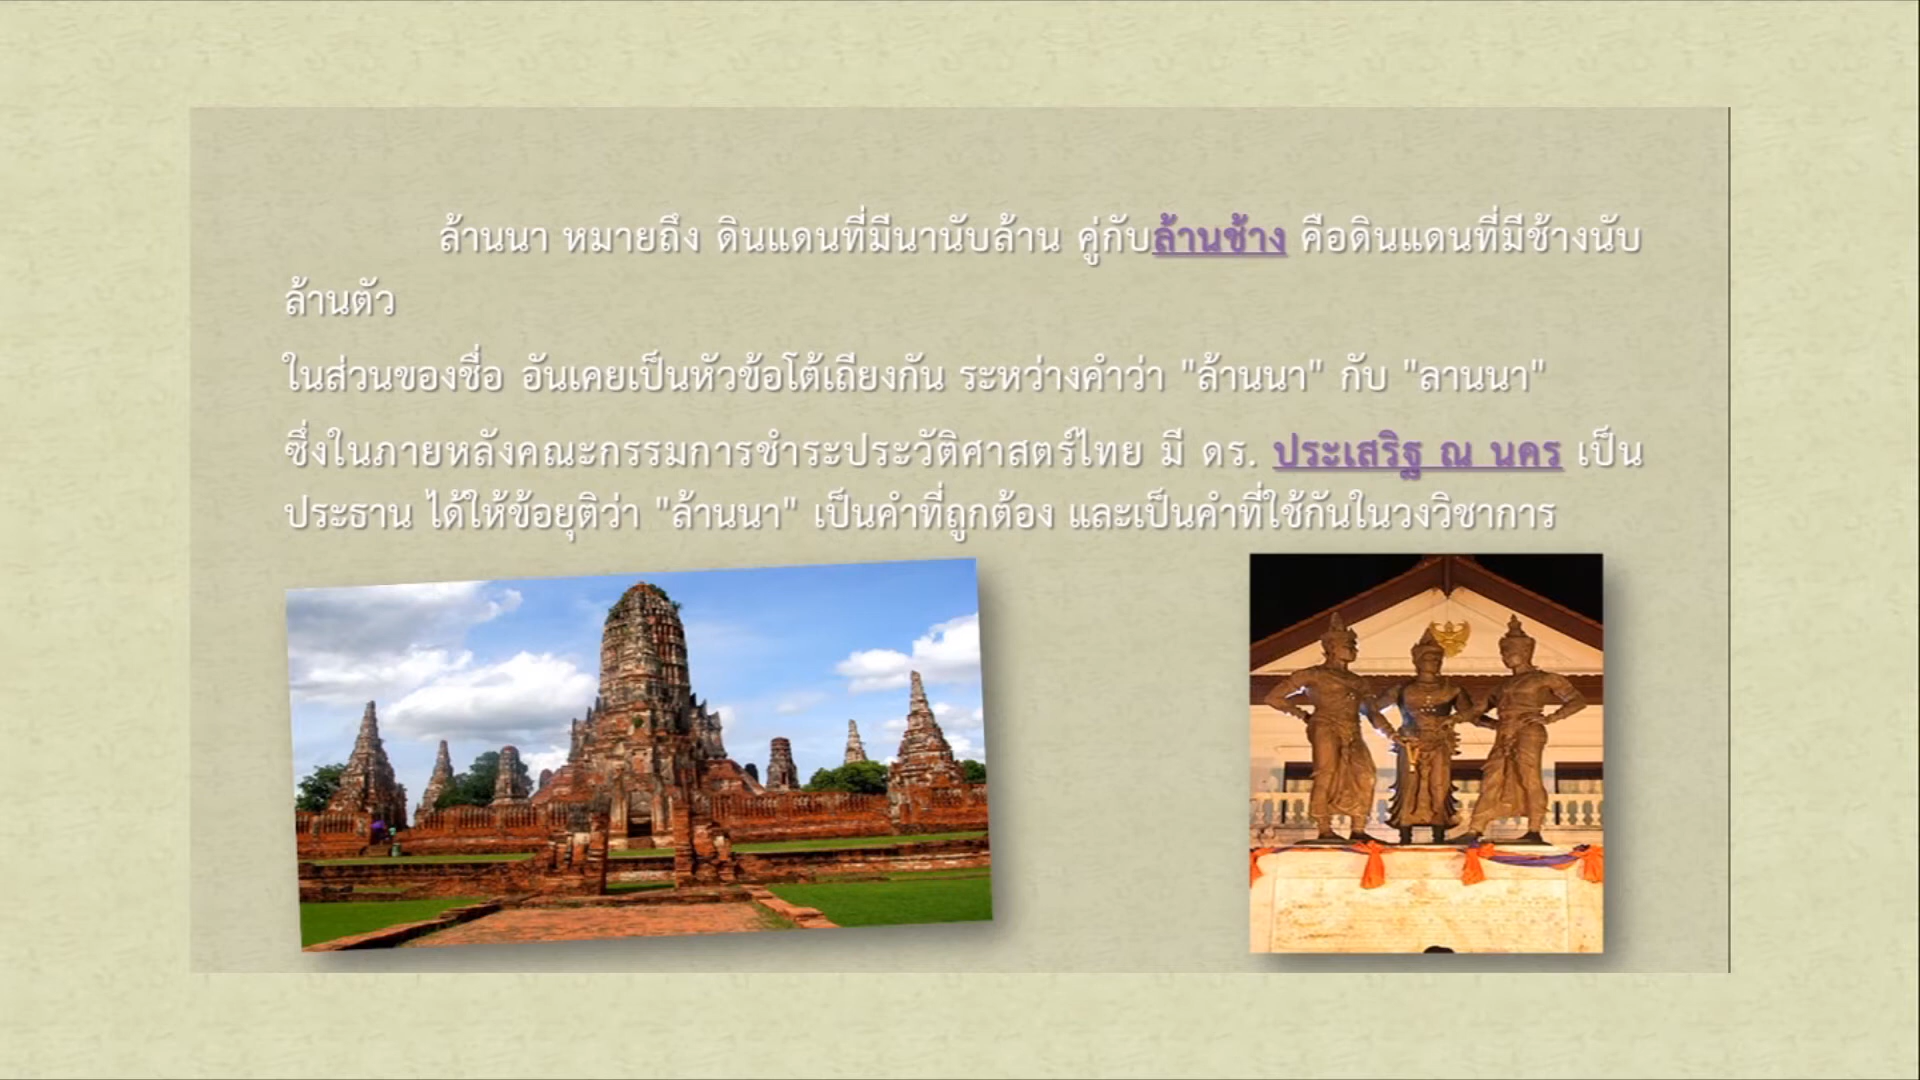 ล้านนา หมายถึง ดินแดนที่มีนานับล้าน คู่กับล้านช้าง คือดินแดนที่มีช้างนับ
ล้านตัว
ในส่วนของชื่อ อันเคยเป็นหัวข้อโต้เถียงกัน ระหว่างคำว่า "ล้านนา" กับ "ลานนา"
ซึ่งในภายหลังคณะกรรมการชำระประวัติศาสตร์ไทย มี ดร. ประเสริฐ ณ นคร เป็น
ประธาน ได้ให้ข้อยุติว่า "ล้านนา" เป็นคำที่ถูกต้อง และเป็นคำที่ใช้กันในวงวิชาการ